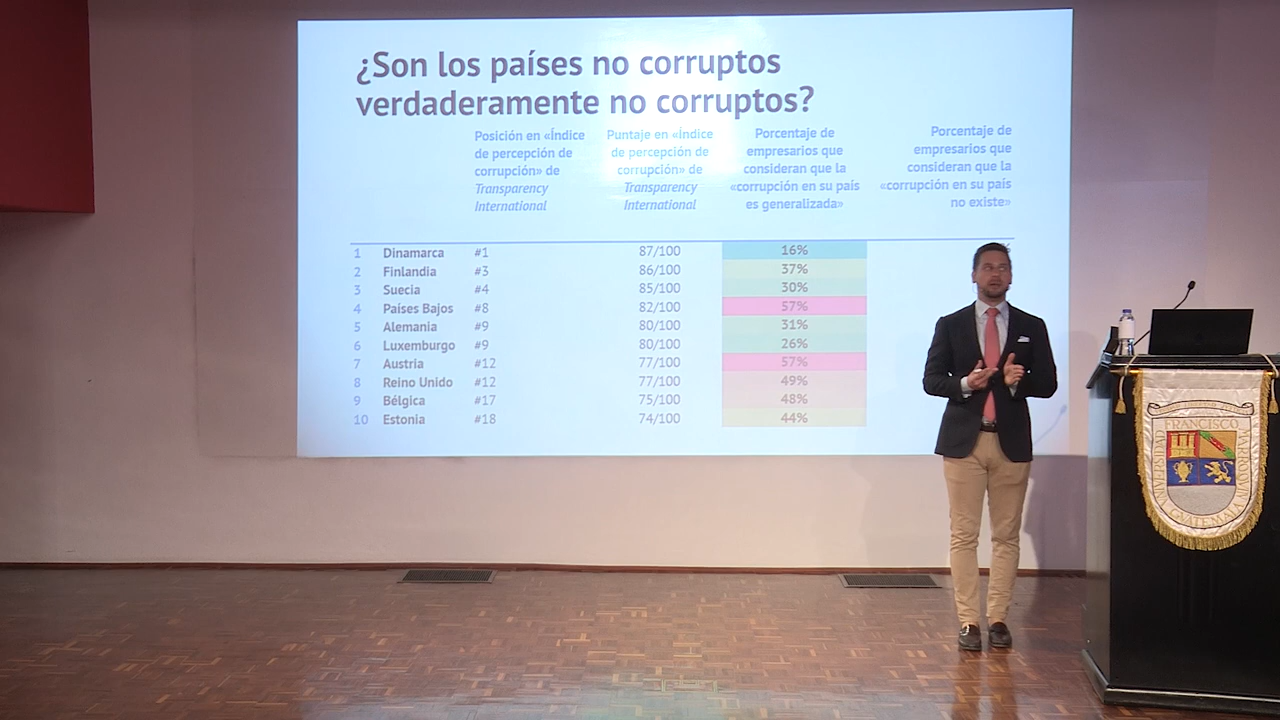 ¿Son los países no corruptos
verdaderamente no corruptos?
Posición en «Índice
de percepción de
corrupción» de
Transparency
International
Puntaje en «Índice
de percepción de
corrupción» de
Transparency
International
Porcentaje de
empresarios que
consideran que la
«corrupción en su país
es generalizada»
Porcentaje de
empresarios que
consideran que la
«corrupción en su país
no existe»
1 Dinamarca #1 87/100 16%
2 Finlandia #3 86/100 37%
3 Suecia #4 85/100 30%
4 Países Bajos #8 82/100 57%
5 Alemania #9 80/100 31%
6 Luxemburgo #9 80/100 26%
7 Austria #12 77/100 57%
8 Reino Unido #12 77/100 49%
9 Bélgica #17 75/100 48%
10 Estonia #18 74/100 44%
FRANCISCO
GVATEMALA